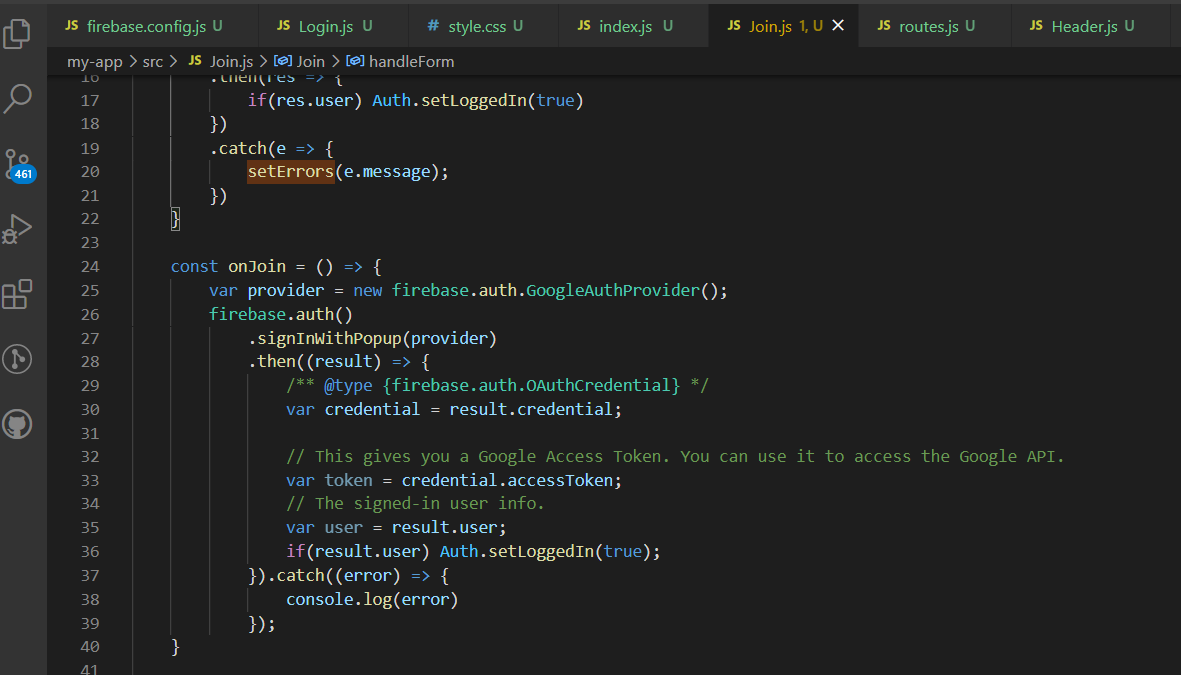 JS firebase.config.js U
JS Login.js U
# style.css U
JS index.js U
JS Join.js 1, U
JS routes.js U
JS Header.js U
my-app > src > JS Join.js > Join > handleForm
461
16 .then(res => {
17 if(res.user) Auth.setLoggedIn(true)
18 })
19 .catch(e => {
20 setErrors(e.message);
21 })
22 }
23
24 const onJoin = () => {
25 var provider = new firebase.auth.GoogleAuthProvider();
26 firebase.auth()
27 .signInWithPopup(provider)
28 .then((result) => {
29 /** @type {firebase.auth.OAuthCredential} */
30 var credential = result.credential;
31
32 // This gives you a Google Access Token. You can use it to access the Google API.
33 var token = credential.accessToken;
34 // The signed-in user info.
35 var user = result.user;
36 if(result.user) Auth.setLoggedIn(true);
37 }).catch((error) => {
38 console.log(error)
39 });
40 }
41